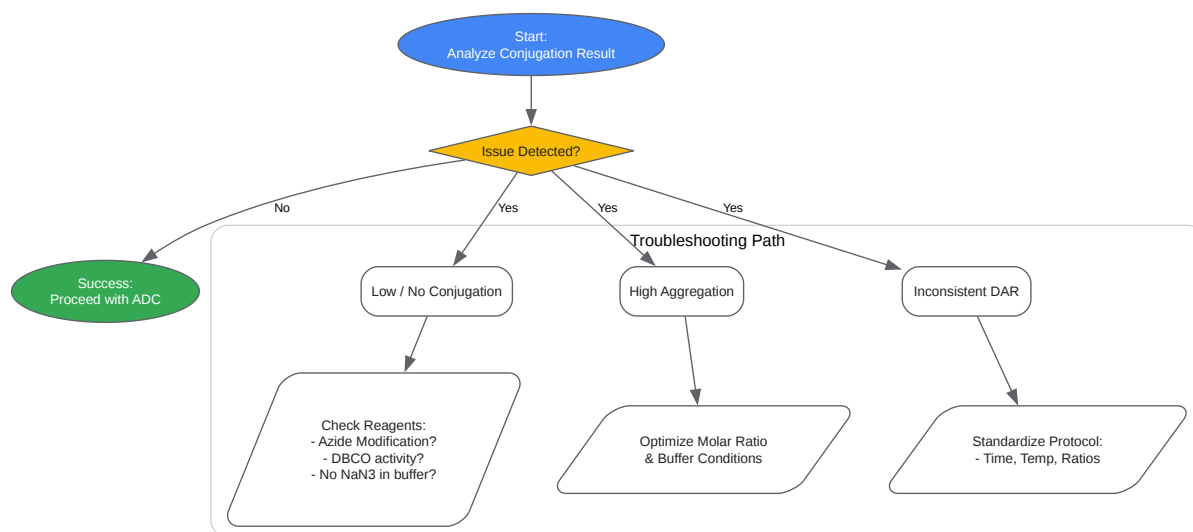 Start:
Analyze Conjugation Result
Issue Detected?
No
Yes
Yes
Yes
Troubleshooting Path
Success:
Proceed with ADC
Low / No Conjugation
High Aggregation
Inconsistent DAR
Check Reagents:
- Azide Modification?
- DBCO activity?
- No NaN3 in buffer?
Optimize Molar Ratio
& Buffer Conditions
Standardize Protocol:
- Time, Temp, Ratios